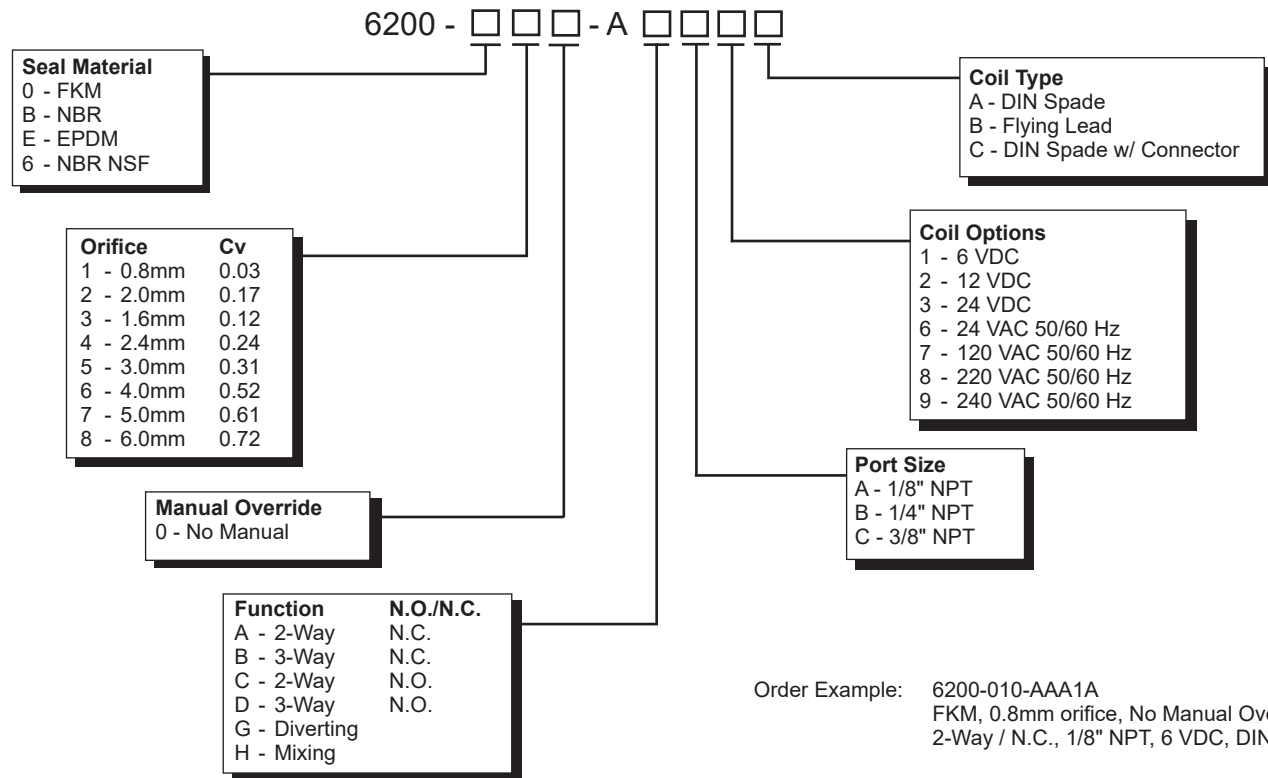 6200 - □ □ □ - A □ □ □ □
Seal Material
0 - FKM
B - NBR
E - EPDM
6 - NBR NSF
Orifice Cv
1 - 0.8mm 0.03
2 - 2.0mm 0.17
3 - 1.6mm 0.12
4 - 2.4mm 0.24
5 - 3.0mm 0.31
6 - 4.0mm 0.52
7 - 5.0mm 0.61
8 - 6.0mm 0.72
Manual Override
0 - No Manual
Function N.O./N.C.
A - 2-Way N.C.
B - 3-Way N.C.
C - 2-Way N.O.
D - 3-Way N.O.
G - Diverting
H - Mixing
Coil Type
A - DIN Spade
B - Flying Lead
C - DIN Spade w/ Connector
Coil Options
1 - 6 VDC
2 - 12 VDC
3 - 24 VDC
6 - 24 VAC 50/60 Hz
7 - 120 VAC 50/60 Hz
8 - 220 VAC 50/60 Hz
9 - 240 VAC 50/60 Hz
Port Size
A - 1/8" NPT
B - 1/4" NPT
C - 3/8" NPT
Order Example: 6200-010-AAA1A
FKM, 0.8mm orifice, No Manual
2-Way / N.C., 1/8" NPT, 6 VDC, DIN